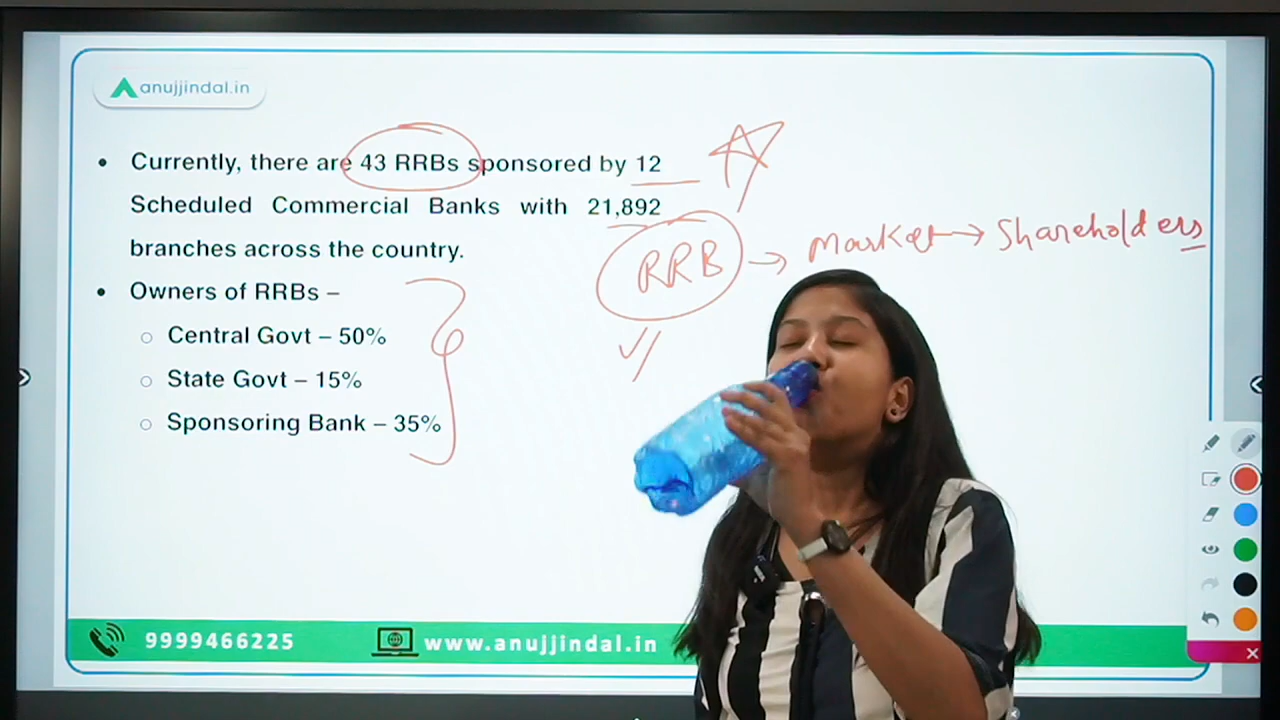 anujjindal.in
• Currently, there are 43 RRBs sponsored by 12
Scheduled Commercial Banks with 21,892
branches across the country.
RRB → Market → Shareholders
• Owners of RRBs –
○ Central Govt – 50%
○ State Govt – 15%
○ Sponsoring Bank – 35%
9999466225
www.anujjindal.in